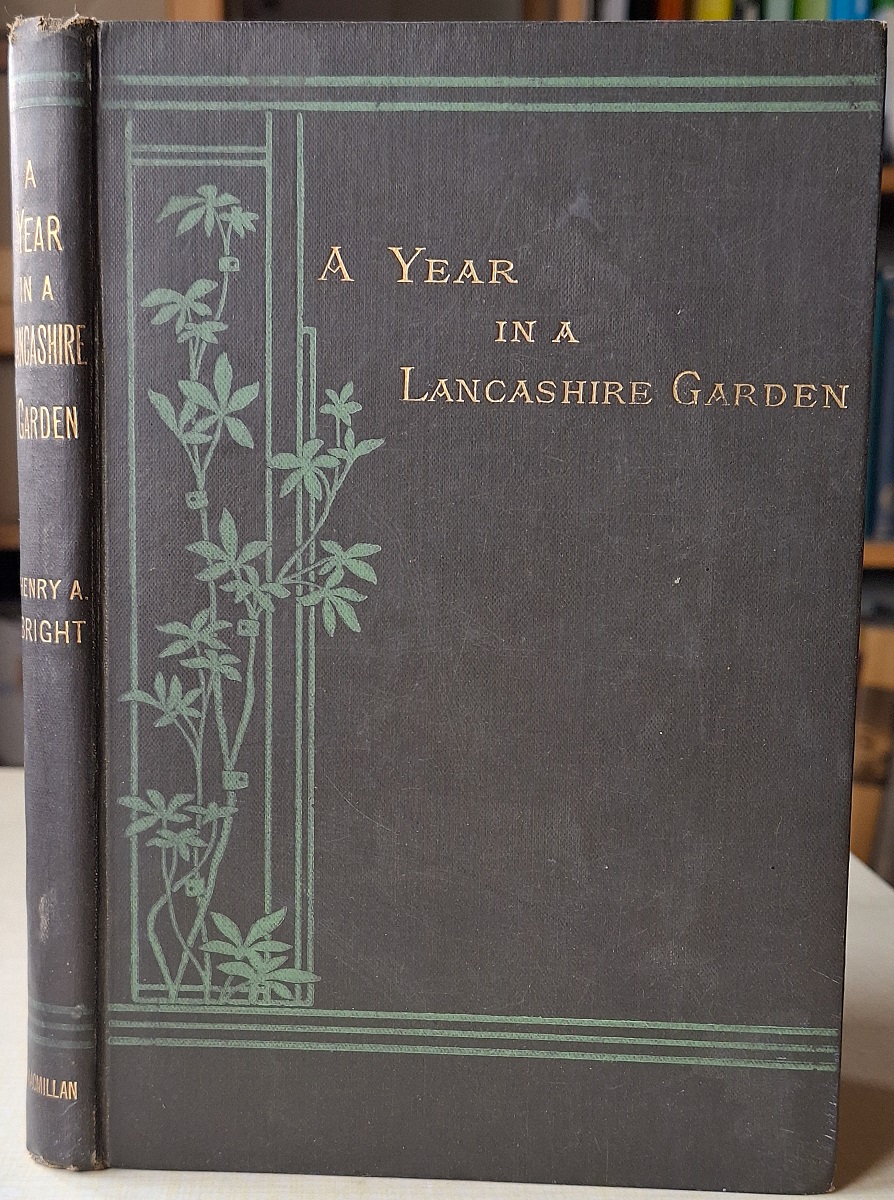 A
YEAR
IN A
LANCASHIRE
GARDEN
HENRY A.
BRIGHT
MACMILLAN
A YEAR
IN A
LANCASHIRE GARDEN